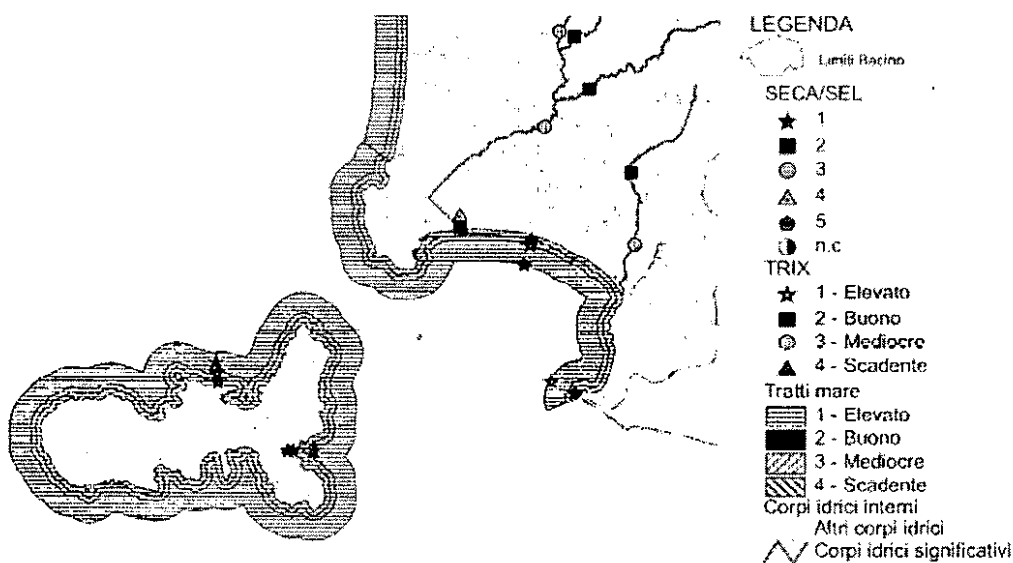 LEGENDA
Limiti Bacino
SECA/SEL
1
2
3
4
5
n.c
TRIX
1 - Elevato
2 - Buono
3 - Mediocre
4 - Scadente
Tratti mare
1 - Elevato
2 - Buono
3 - Mediocre
4 - Scadente
Corpi idrici interni
Altri corpi idrici
Corpi idrici significativi